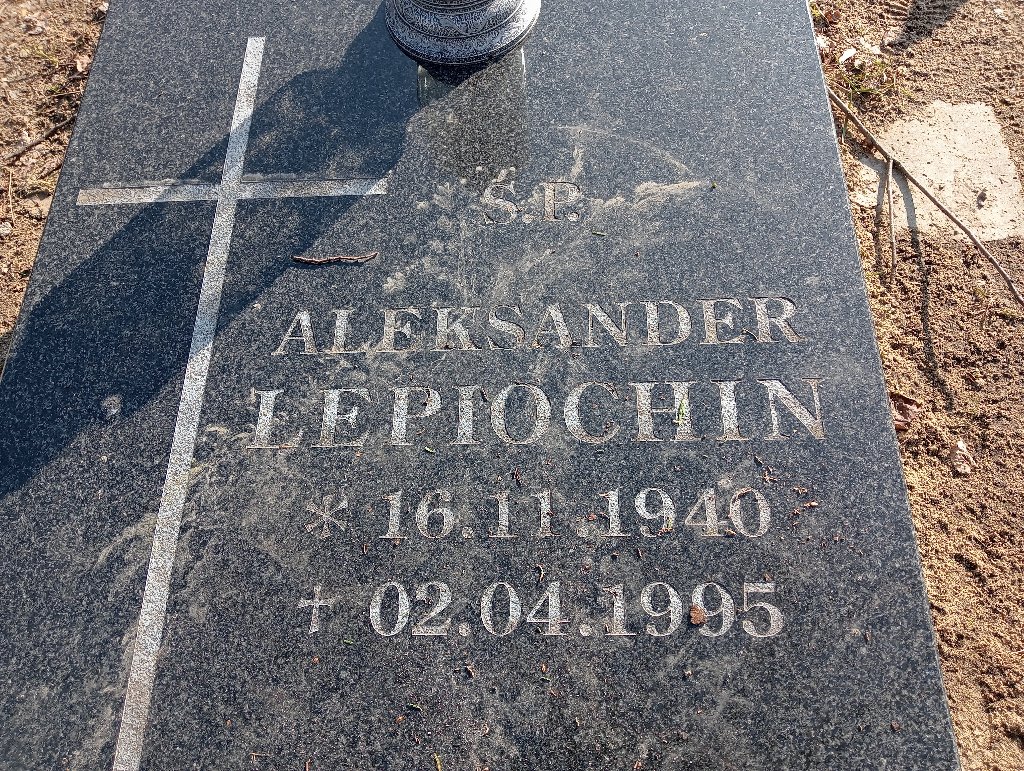 S.P.
ALEKSANDER
LEPIOCHIN
* 16.11.1940
† 02.04.1995